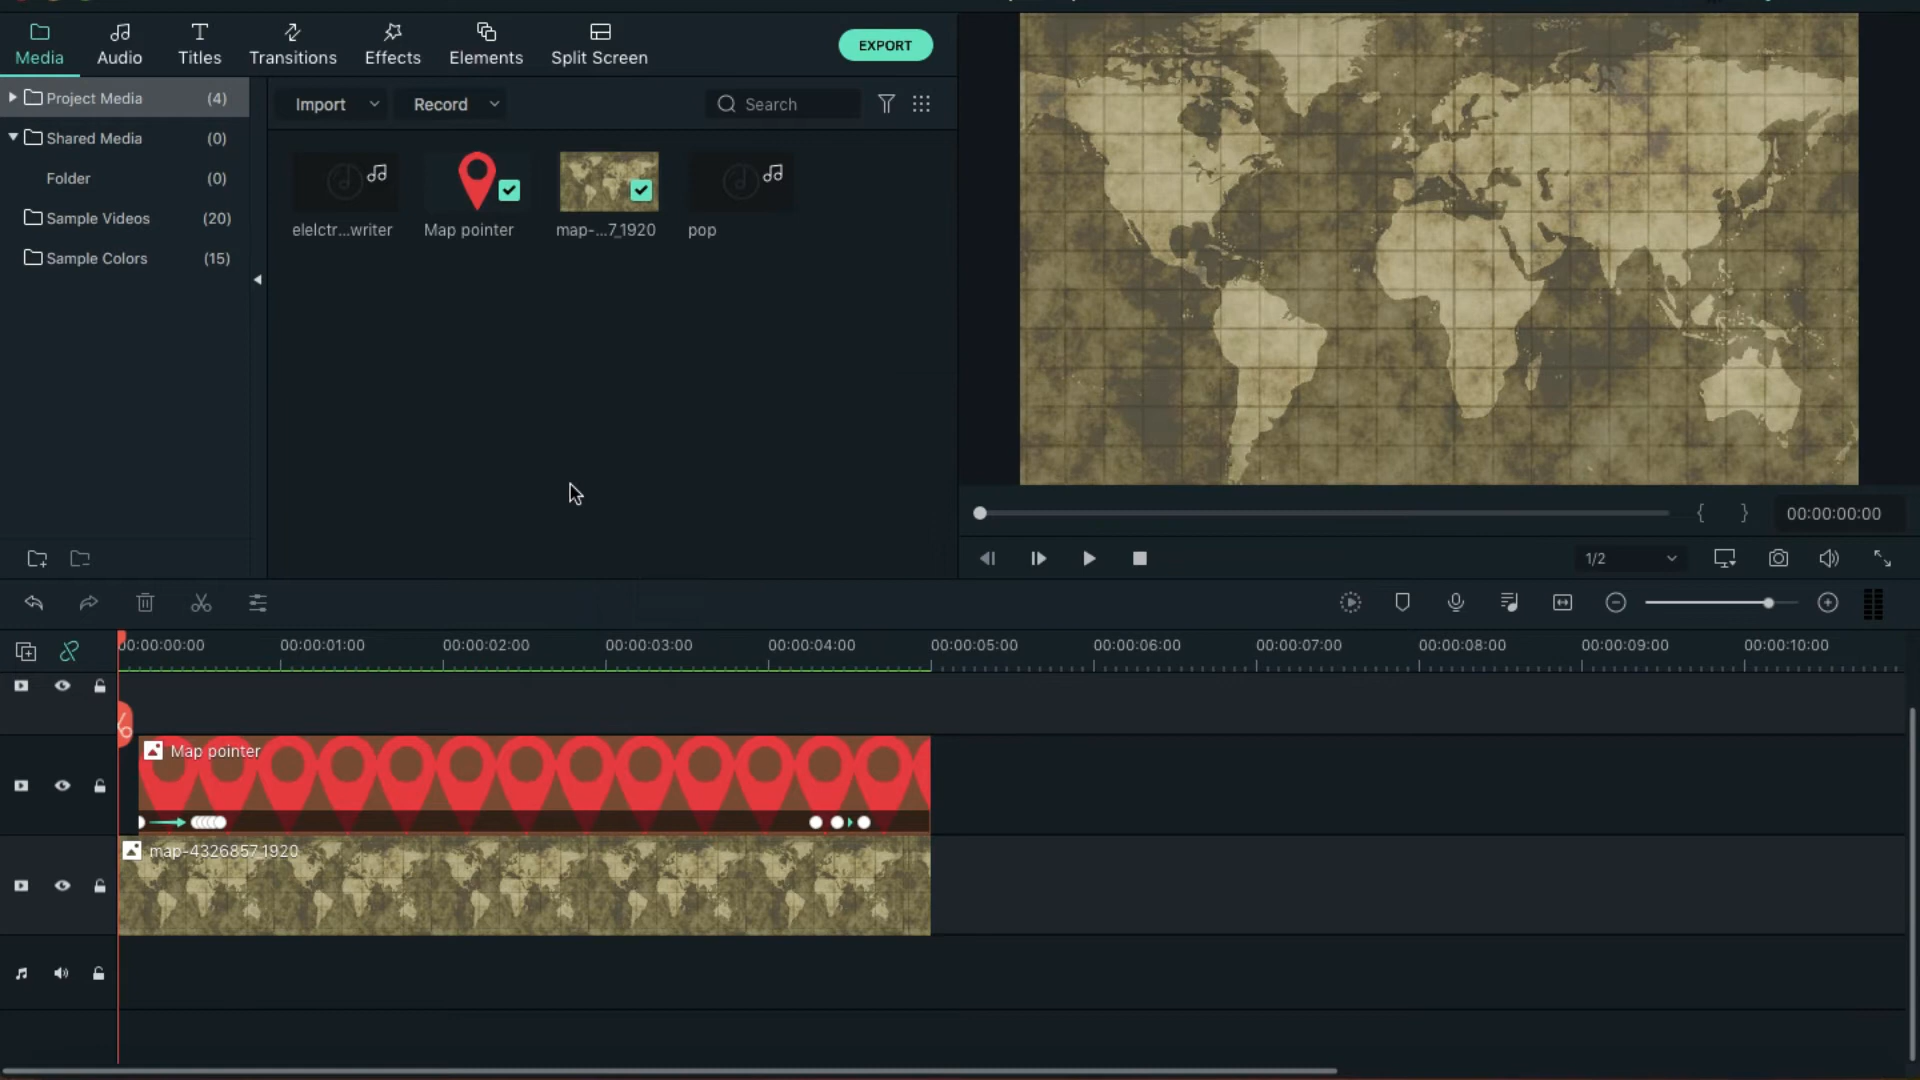 Media
Audio
Titles
Transitions
Effects
Elements
Split Screen
EXPORT
Project Media (4)
Shared Media (0)
Folder (0)
Sample Videos (20)
Sample Colors (15)
Import
Record
Search
elelctr...writer
Map pointer
map-...7_1920
pop
00:00:00:00
1/2
00:00:00:00
00:00:01:00
00:00:02:00
00:00:03:00
00:00:04:00
00:00:05:00
00:00:06:00
00:00:07:00
00:00:08:00
00:00:09:00
00:00:10:00
Map pointer
map-43268571920